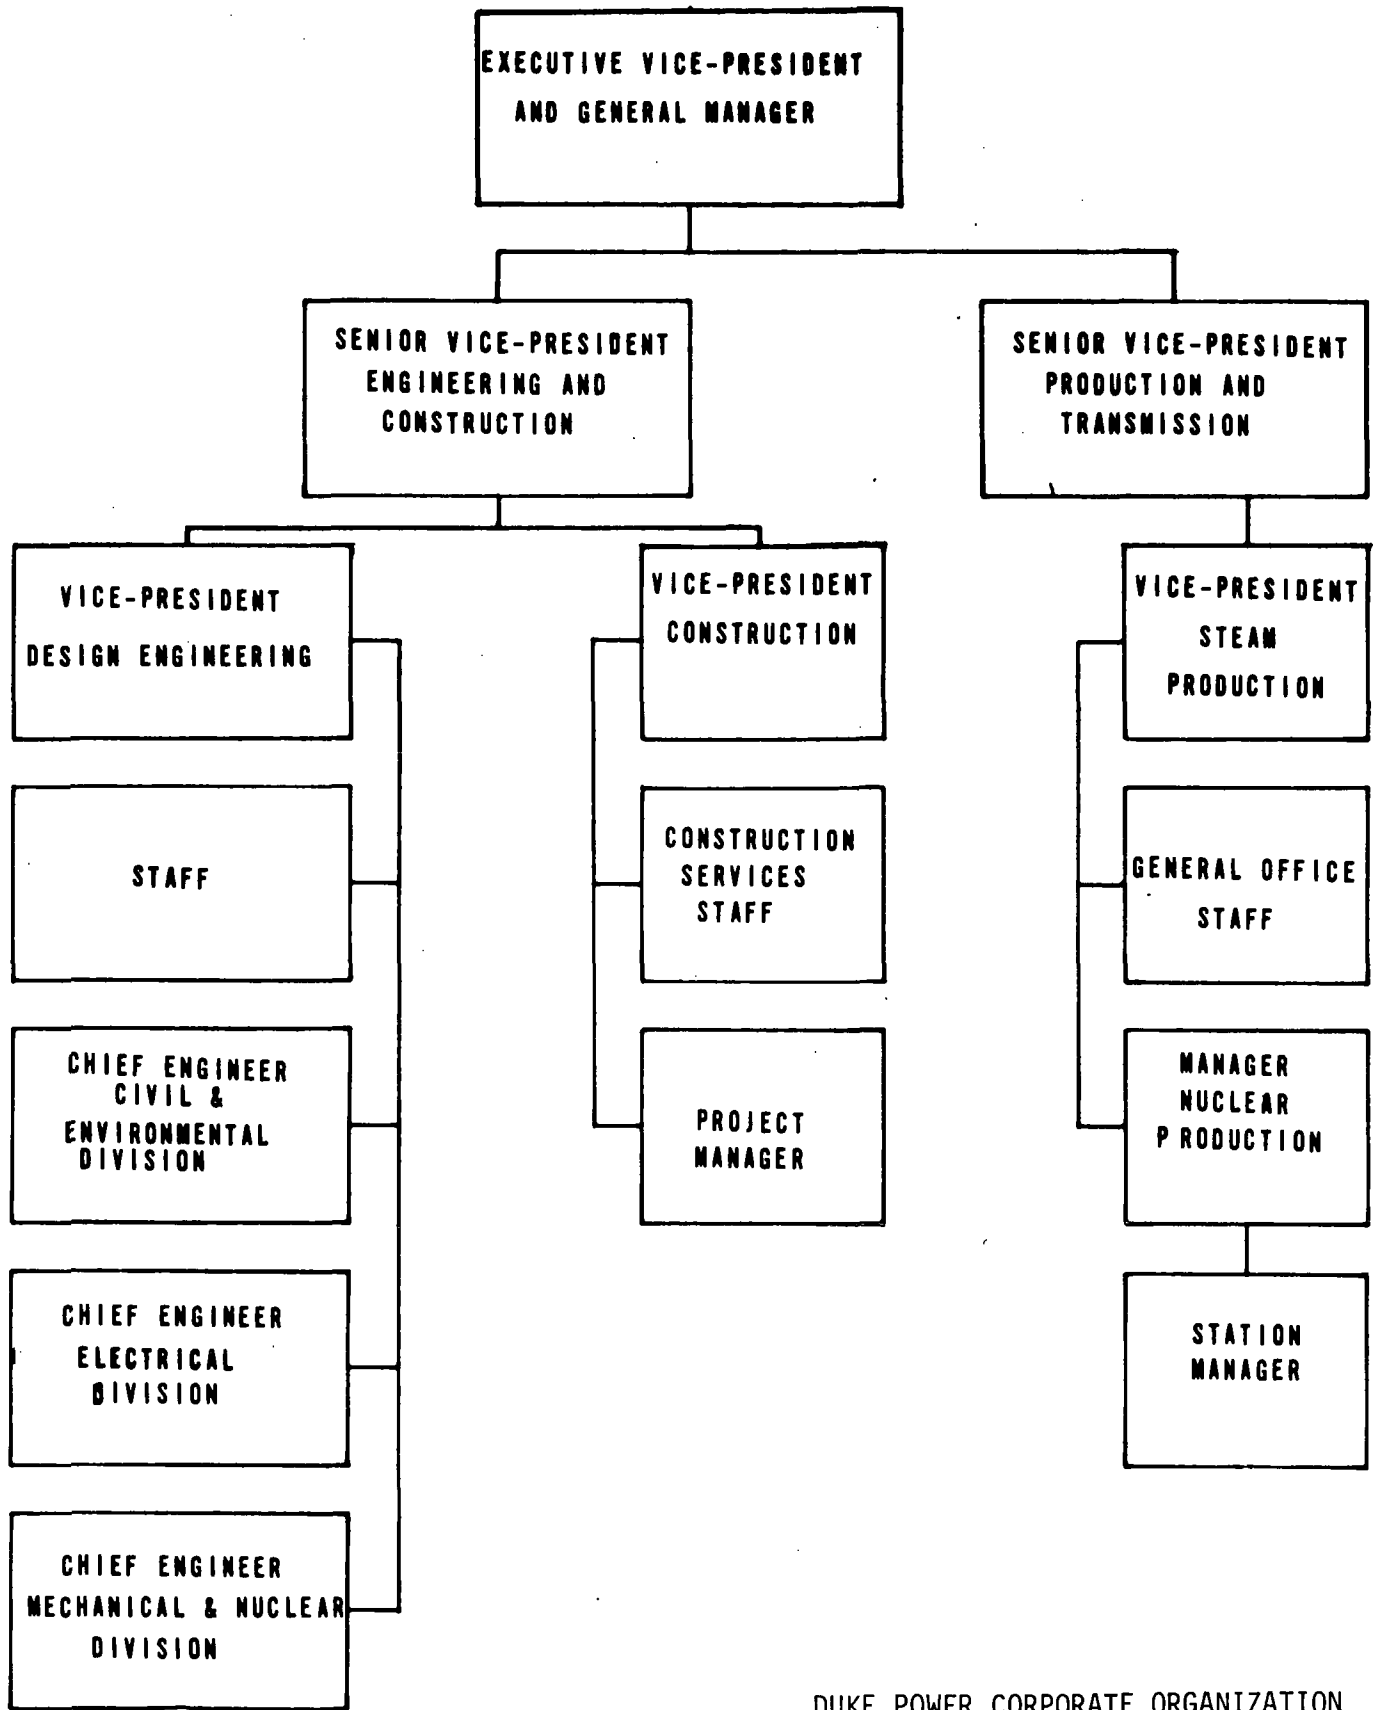 EXECUTIVE VICE-PRESIDENT
AND GENERAL MANAGER
SENIOR VICE-PRESIDENT
ENGINEERING AND
CONSTRUCTION
SENIOR VICE-PRESIDENT
PRODUCTION AND
TRANSMISSION
VICE-PRESIDENT
DESIGN ENGINEERING
VICE-PRESIDENT
CONSTRUCTION
VICE-PRESIDENT
STEAM
PRODUCTION
STAFF
CONSTRUCTION
SERVICES
STAFF
GENERAL OFFICE
STAFF
CHIEF ENGINEER
CIVIL &
ENVIRONMENTAL
DIVISION
PROJECT
MANAGER
MANAGER
NUCLEAR
PRODUCTION
CHIEF ENGINEER
ELECTRICAL
DIVISION
STATION
MANAGER
CHIEF ENGINEER
MECHANICAL & NUCLEAR
DIVISION
DUKE POWER CORPORATE ORGANIZATION